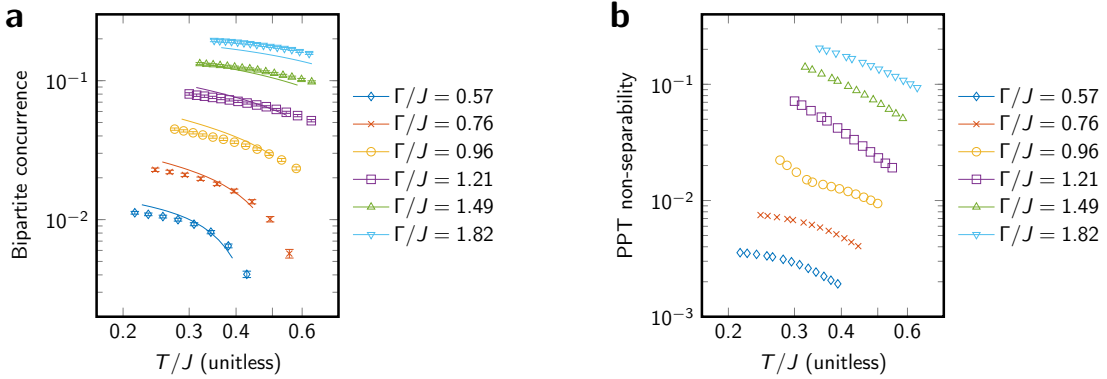 a
Bipartite concurrence
10⁻¹
10⁻²
0.2 0.3 0.4 0.6
T/J (unitless)
Γ/J = 0.57
Γ/J = 0.76
Γ/J = 0.96
Γ/J = 1.21
Γ/J = 1.49
Γ/J = 1.82
b
PPT non-separability
10⁰
10⁻¹
10⁻²
10⁻³
0.2 0.3 0.4 0.6
T/J (unitless)
Γ/J = 0.57
Γ/J = 0.76
Γ/J = 0.96
Γ/J = 1.21
Γ/J = 1.49
Γ/J = 1.82